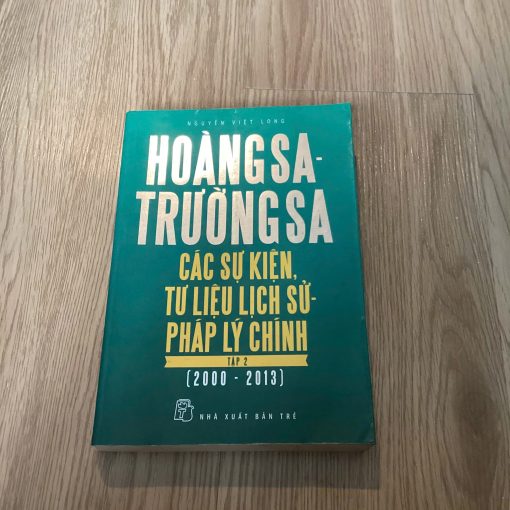 NGUYỄN VIỆT LONG
HOÀNG SA-
TRƯỜNG SA
CÁC SỰ KIỆN,
TƯ LIỆU LỊCH SỬ-
PHÁP LÝ CHÍNH
TẬP 2
(2000 - 2013)
NHÀ XUẤT BẢN TRẺ